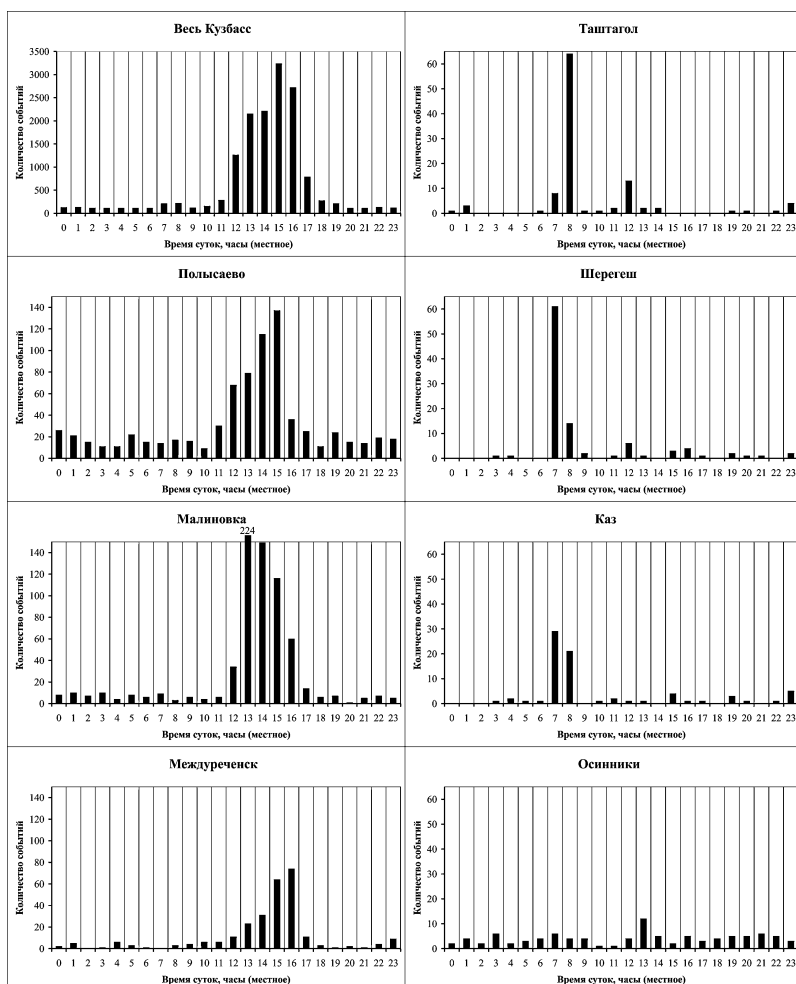 Весь Кузбасс
Количество событий
3500
3000
2500
2000
1500
1000
500
0
0 1 2 3 4 5 6 7 8 9 10 11 12 13 14 15 16 17 18 19 20 21 22 23
Время суток, часы (местное)
Таштагол
Количество событий
60
50
40
30
20
10
0
0 1 2 3 4 5 6 7 8 9 10 11 12 13 14 15 16 17 18 19 20 21 22 23
Время суток, часы (местное)
Полысаево
Количество событий
140
120
100
80
60
40
20
0
0 1 2 3 4 5 6 7 8 9 10 11 12 13 14 15 16 17 18 19 20 21 22 23
Время суток, часы (местное)
Шерегеш
Количество событий
60
50
40
30
20
10
0
0 1 2 3 4 5 6 7 8 9 10 11 12 13 14 15 16 17 18 19 20 21 22 23
Время суток, часы (местное)
Малиновка
224
Количество событий
140
120
100
80
60
40
20
0
0 1 2 3 4 5 6 7 8 9 10 11 12 13 14 15 16 17 18 19 20 21 22 23
Время суток, часы (местное)
Каз
Количество событий
60
50
40
30
20
10
0
0 1 2 3 4 5 6 7 8 9 10 11 12 13 14 15 16 17 18 19 20 21 22 23
Время суток, часы (местное)
Междуреченск
Количество событий
140
120
100
80
60
40
20
0
0 1 2 3 4 5 6 7 8 9 10 11 12 13 14 15 16 17 18 19 20 21 22 23
Время суток, часы (местное)
Осинники
Количество событий
60
50
40
30
20
10
0
0 1 2 3 4 5 6 7 8 9 10 11 12 13 14 15 16 17 18 19 20 21 22 23
Время суток, часы (местное)